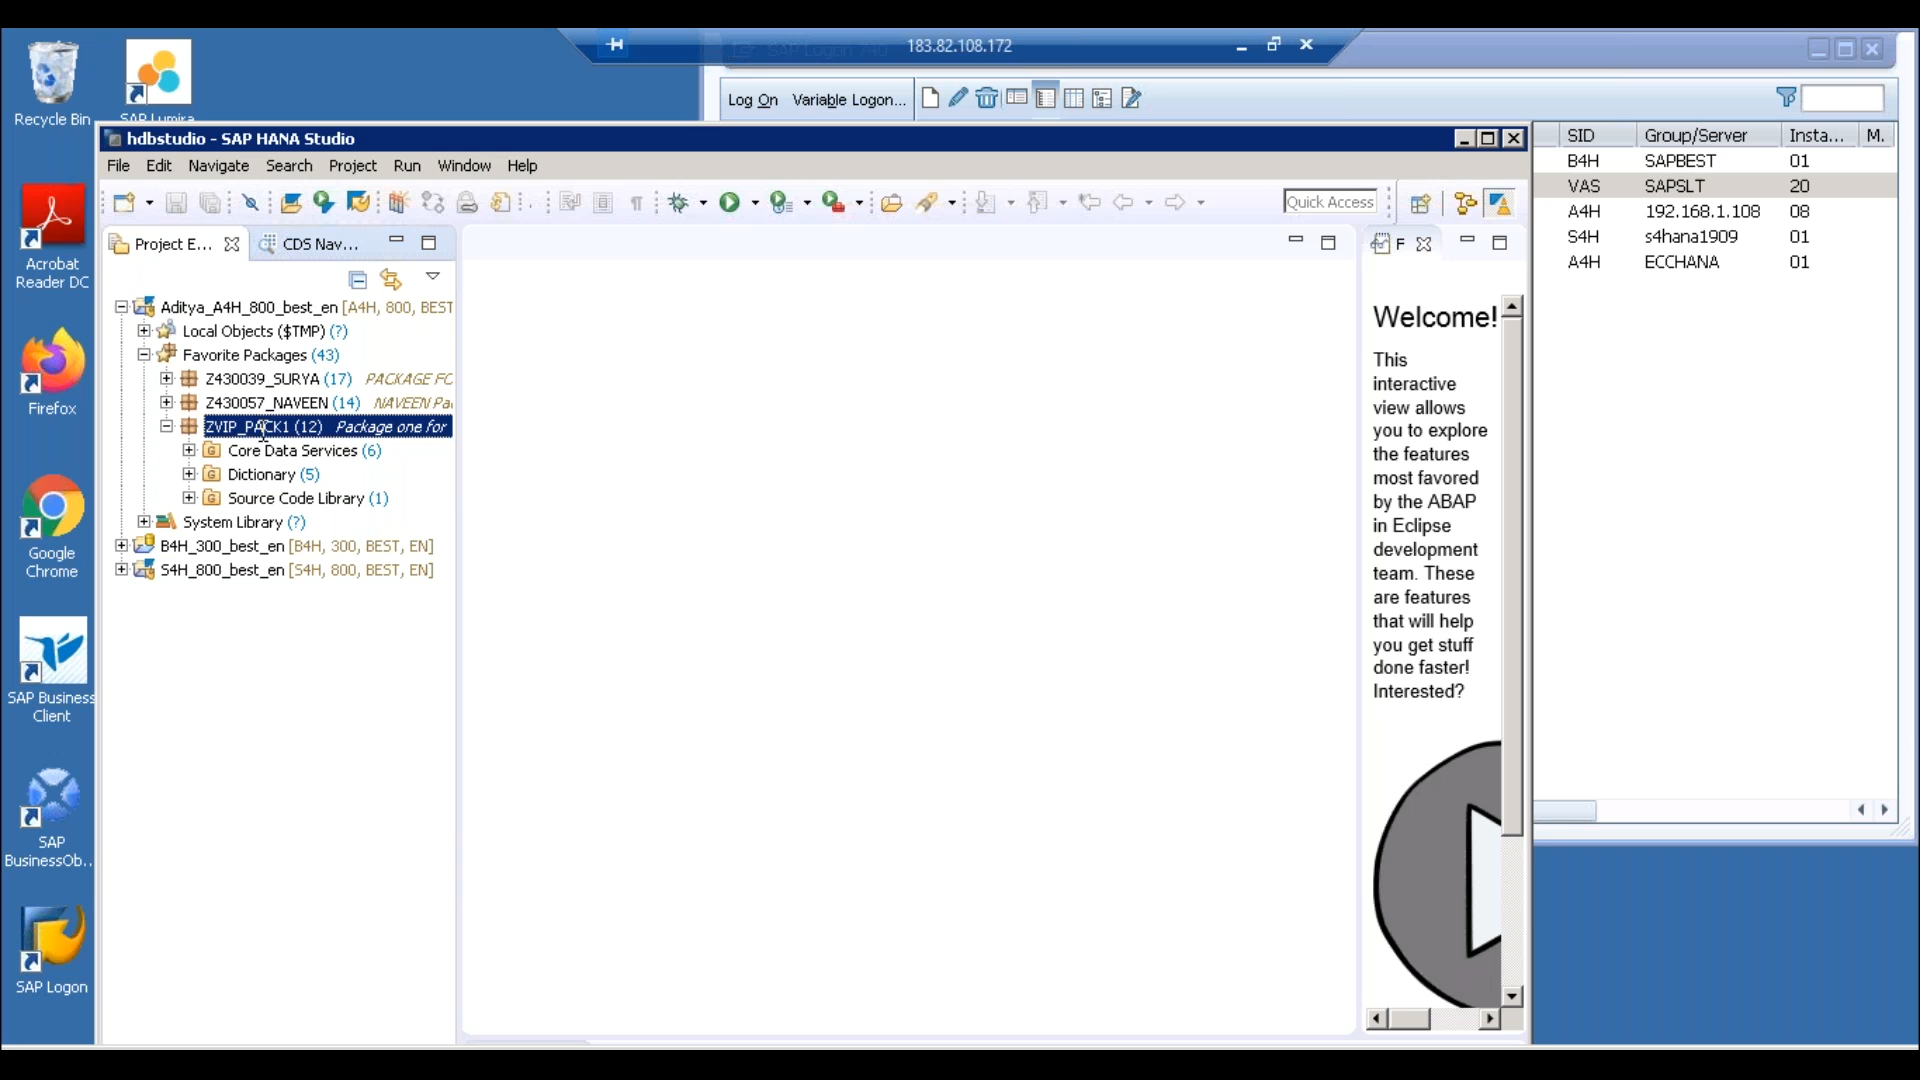 183.82.108.172
Recycle Bin
SAP Lumira
Log On Variable Logon...
hdbstudio - SAP HANA Studio
File Edit Navigate Search Project Run Window Help
Quick Access
Project E... CDS Nav...
Aditya_A4H_800_best_en [A4H, 800, BEST
Local Objects ($TMP) (?)
Favorite Packages (43)
Z430039_SURYA (17) PACKAGE FC
Z430057_NAVEEN (14) NAVEEN Pa
ZVIP_PACK1 (12) Package one for
Core Data Services (6)
Dictionary (5)
Source Code Library (1)
System Library (?)
B4H_300_best_en [B4H, 300, BEST, EN]
S4H_800_best_en [S4H, 800, BEST, EN]
F
Welcome!
This
interactive
view allows
you to explore
the features
most favored
by the ABAP
in Eclipse
development
team. These
are features
that will help
you get stuff
done faster!
Interested?
SID Group/Server Insta... M.
B4H SAPBEST 01
VAS SAPSLT 20
A4H 192.168.1.108 08
S4H s4hana1909 01
A4H ECCHANA 01
Acrobat
Reader DC
Firefox
Google
Chrome
SAP Business
Client
SAP
BusinessOb..
SAP Logon